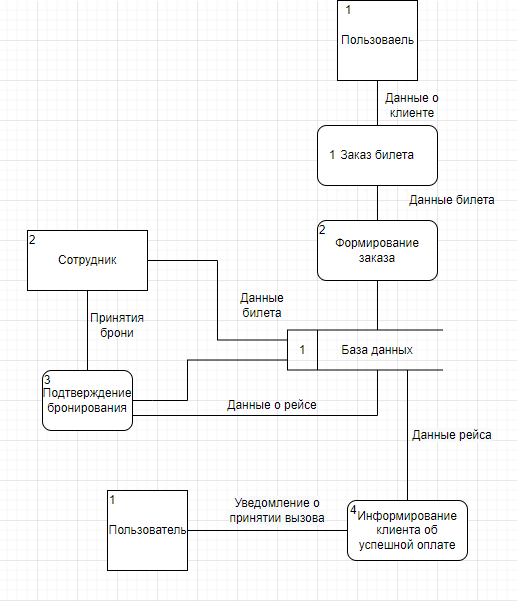 1
Пользоваель
Данные о
клиенте
1 Заказ билета
Данные билета
2
Формирование
заказа
2
Сотрудник
Данные
билета
Принятия
брони
1
База данных
3
Подтверждение
бронирования
Данные о рейсе
Данные рейса
1
Пользователь
Уведомление о
принятии вызова
4
Информирование
клиента об
успешной оплате